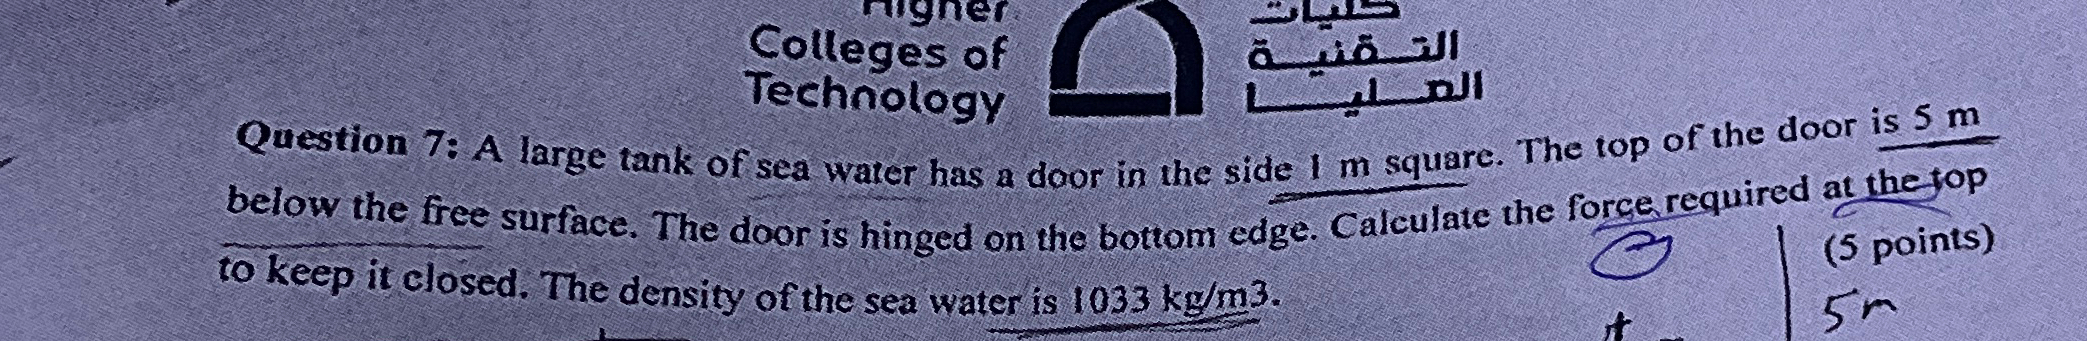 Higher
Colleges of
Technology
كليات
التقنية
العليا
Question 7: A large tank of sea water has a door in the side 1 m square. The top of the door is 5 m
below the free surface. The door is hinged on the bottom edge. Calculate the force required at the top
to keep it closed. The density of the sea water is 1033 kg/m3.
(5 points)
5m